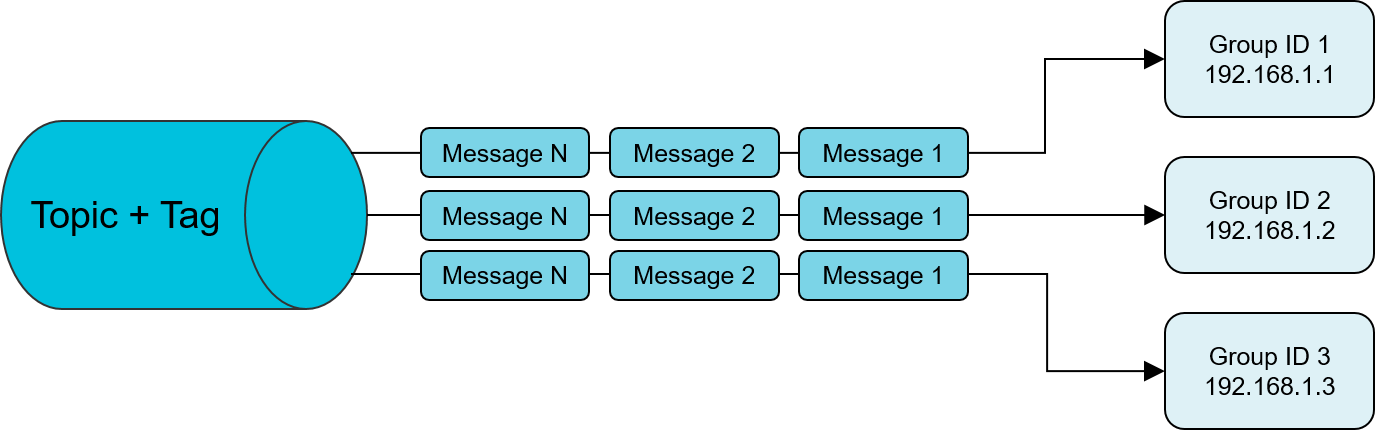 Topic + Tag
Message N
Message 2
Message 1
Message N
Message 2
Message 1
Message N
Message 2
Message 1
Group ID 1
192.168.1.1
Group ID 2
192.168.1.2
Group ID 3
192.168.1.3